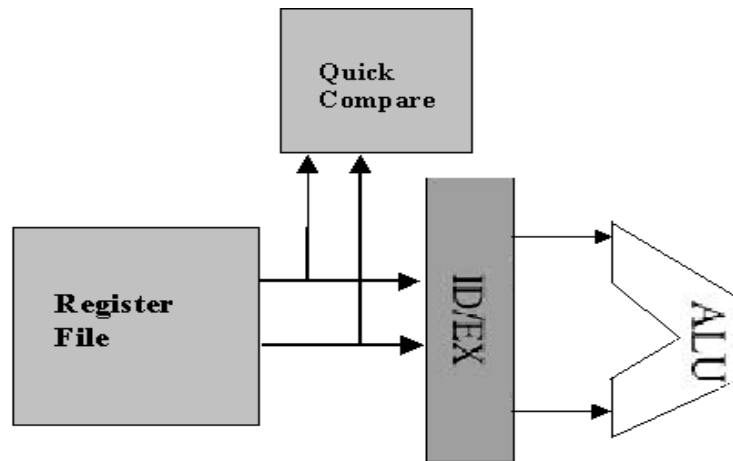 Quick
Compare
Register
File
ID/EX
ALU